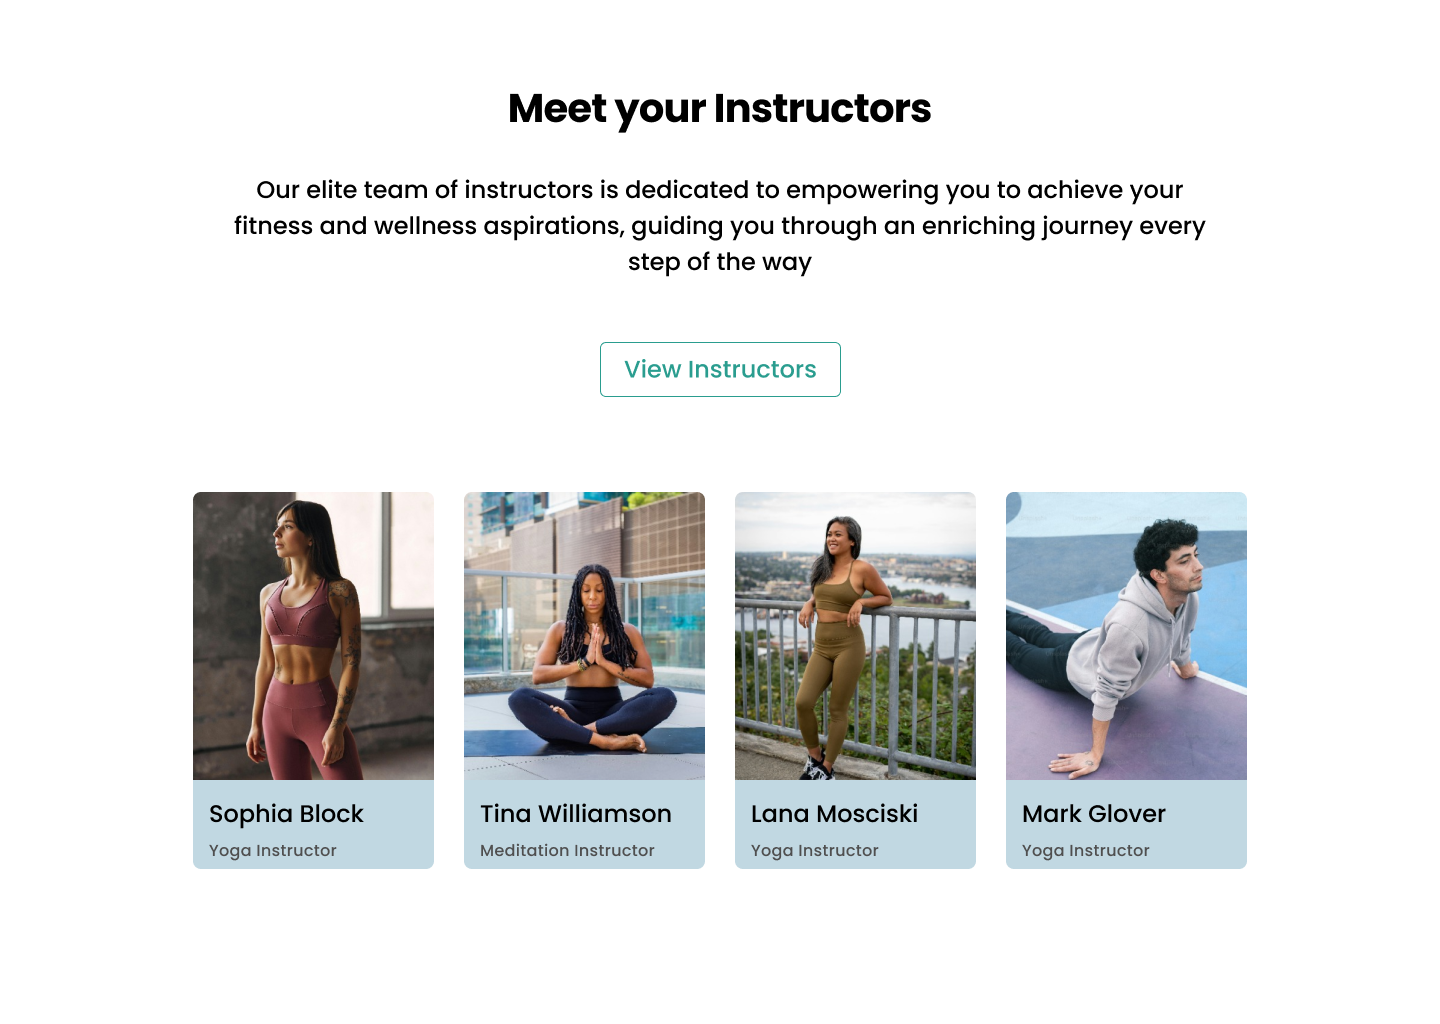 Meet your Instructors
Our elite team of instructors is dedicated to empowering you to achieve your
fitness and wellness aspirations, guiding you through an enriching journey every
step of the way
View Instructors
Sophia Block
Yoga Instructor
Tina Williamson
Meditation Instructor
Lana Mosciski
Yoga Instructor
Mark Glover
Yoga Instructor